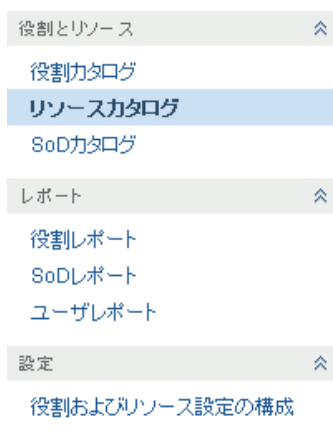 役割とリソース
役割カタログ
リソースカタログ
SoDカタログ
レポート
役割レポート
SoDレポート
ユーザレポート
設定
役割およびリソース設定の構成